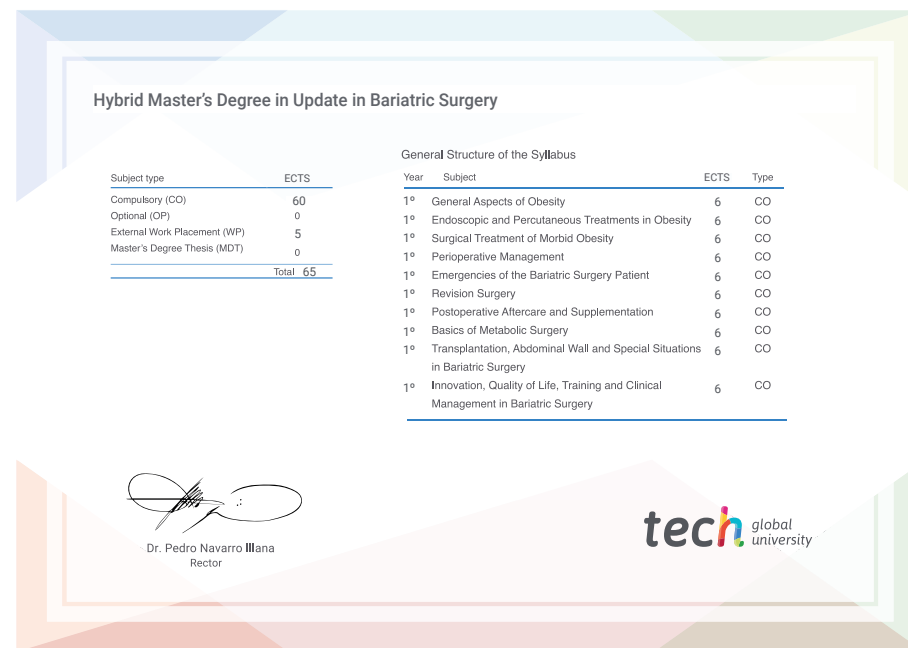 Hybrid Master's Degree in Update in Bariatric Surgery
Subject type ECTS
Compulsory (CO) 60
Optional (OP) 0
External Work Placement (WP) 5
Master's Degree Thesis (MDT) 0
Total 65
General Structure of the Syllabus
Year Subject ECTS Type
1º General Aspects of Obesity 6 CO
1º Endoscopic and Percutaneous Treatments in Obesity 6 CO
1º Surgical Treatment of Morbid Obesity 6 CO
1º Perioperative Management 6 CO
1º Emergencies of the Bariatric Surgery Patient 6 CO
1º Revision Surgery 6 CO
1º Postoperative Aftercare and Supplementation 6 CO
1º Basics of Metabolic Surgery 6 CO
1º Transplantation, Abdominal Wall and Special Situations 6 CO
in Bariatric Surgery
1º Innovation, Quality of Life, Training and Clinical 6 CO
Management in Bariatric Surgery
Dr. Pedro Navarro Illana
Rector
tech global
university